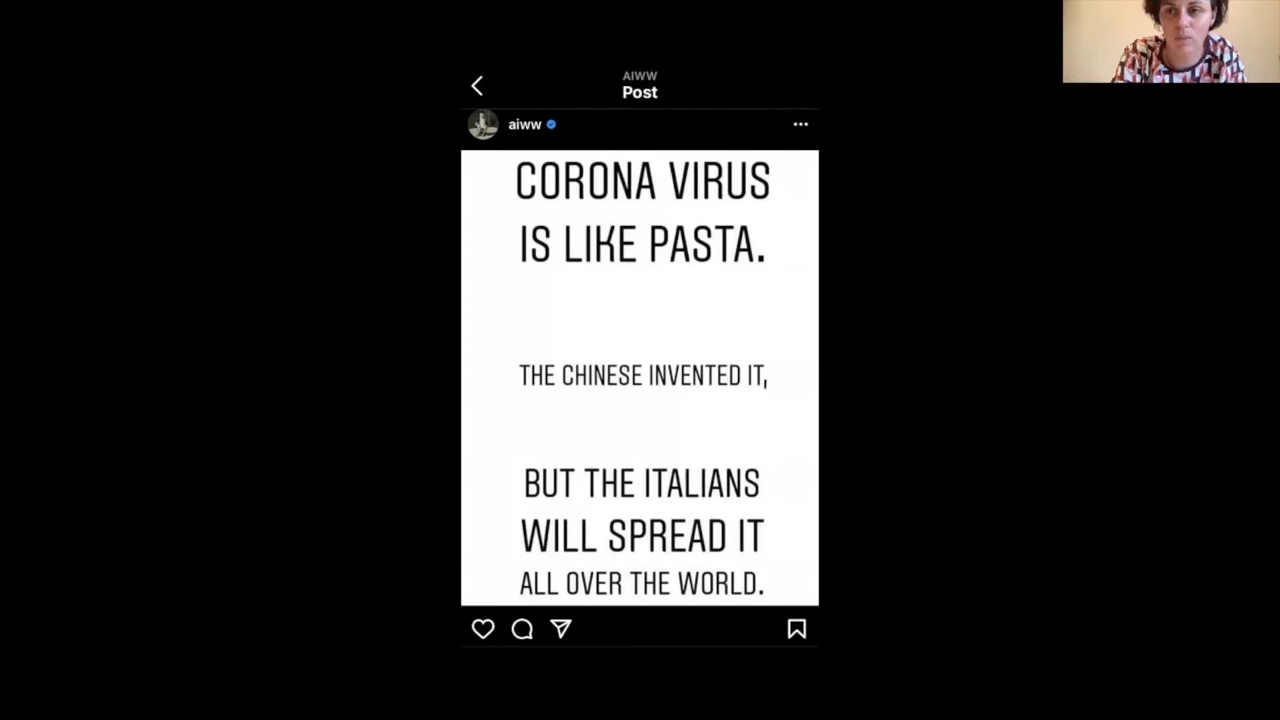 AIWW
Post
aiww
CORONA VIRUS
IS LIKE PASTA.
THE CHINESE INVENTED IT,
BUT THE ITALIANS
WILL SPREAD IT
ALL OVER THE WORLD.